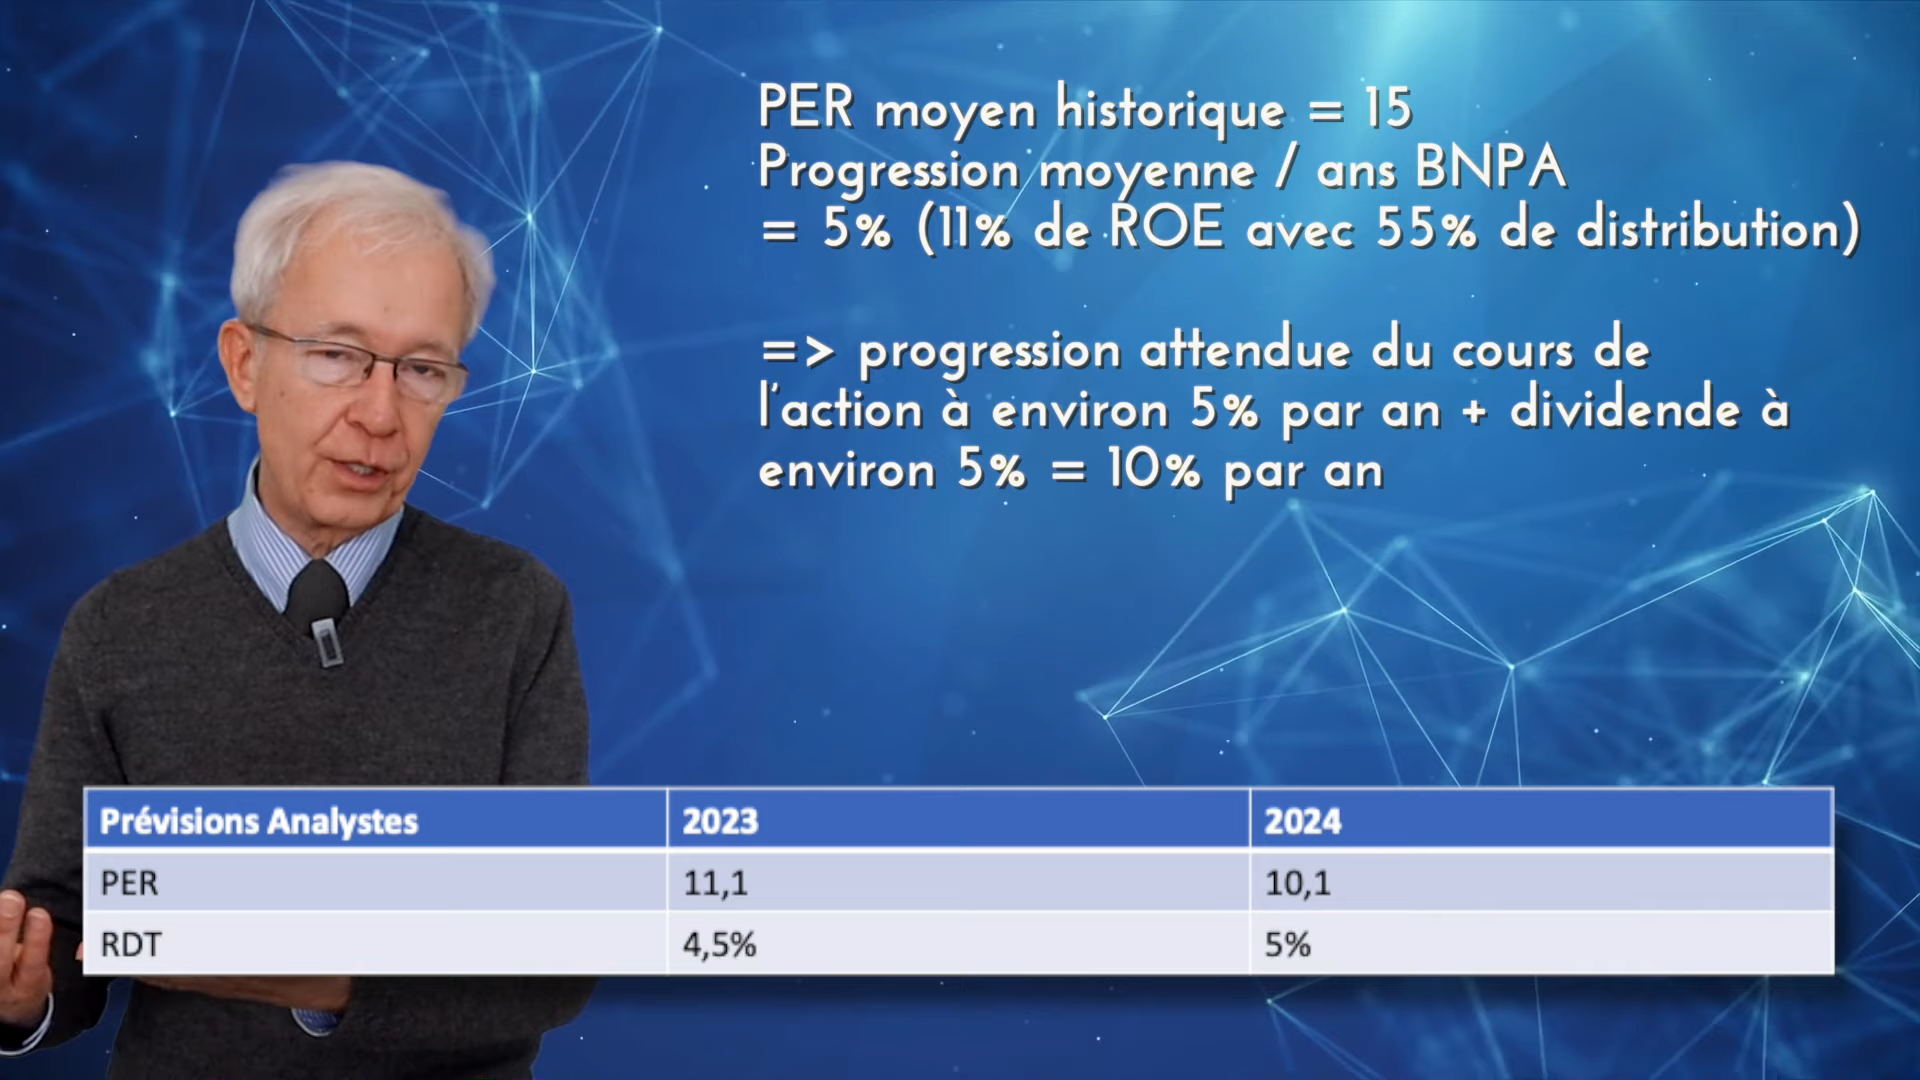 PER moyen historique = 15
Progression moyenne / ans BNPA
= 5% (11% de ROE avec 55% de distribution)
=> progression attendue du cours de
l'action à environ 5% par an + dividende à
environ 5% = 10% par an
Prévisions Analystes 2023 2024
PER 11,1 10,1
RDT 4,5% 5%